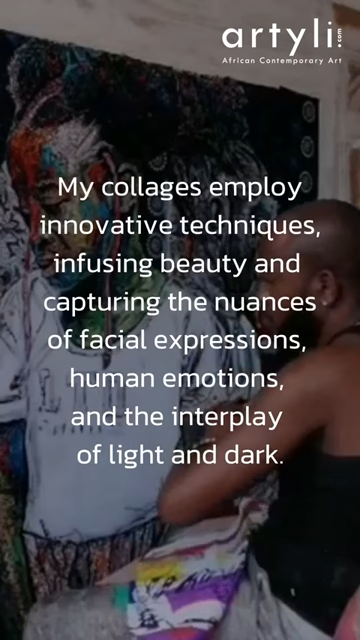 artyli.com
African Contemporary Art
My collages employ
innovative techniques,
infusing beauty and
capturing the nuances
of facial expressions,
human emotions,
and the interplay
of light and dark.